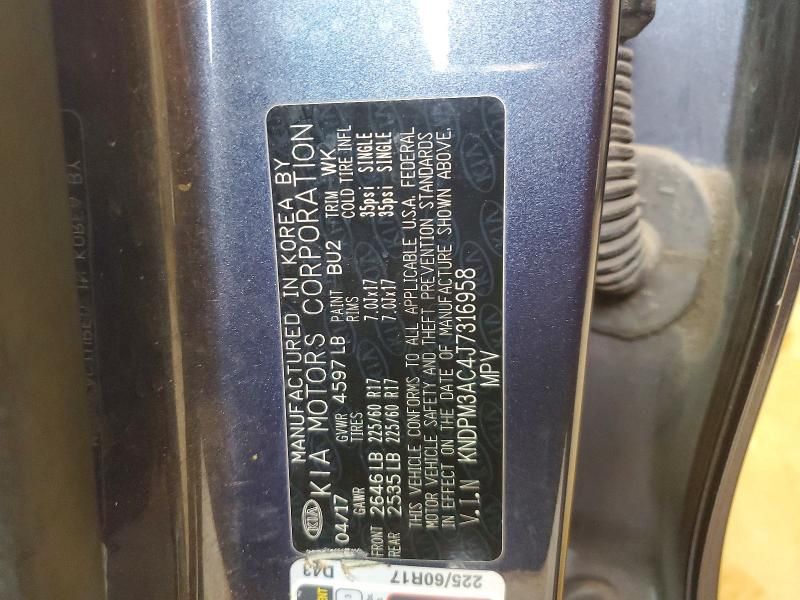 MANUFACTURED IN KOREA BY
KIA KIA MOTORS CORPORATION
04/17 GVWR 4597LB PAINT BU2 TRIM WK
GAWR TIRES RIMS COLD TIRE INFL
FRONT 2646LB 225/60 R17 7.0Jx17 35psi SINGLE
REAR 2535LB 225/60 R17 7.0Jx17 35psi SINGLE
THIS VEHICLE CONFORMS TO ALL APPLICABLE U.S.A. FEDERAL
MOTOR VEHICLE SAFETY AND THEFT PREVENTION STANDARDS
IN EFFECT ON THE DATE OF MANUFACTURE SHOWN ABOVE.
V.I.N KNDPM3AC4J7316958
MPV
D43
225/60R17